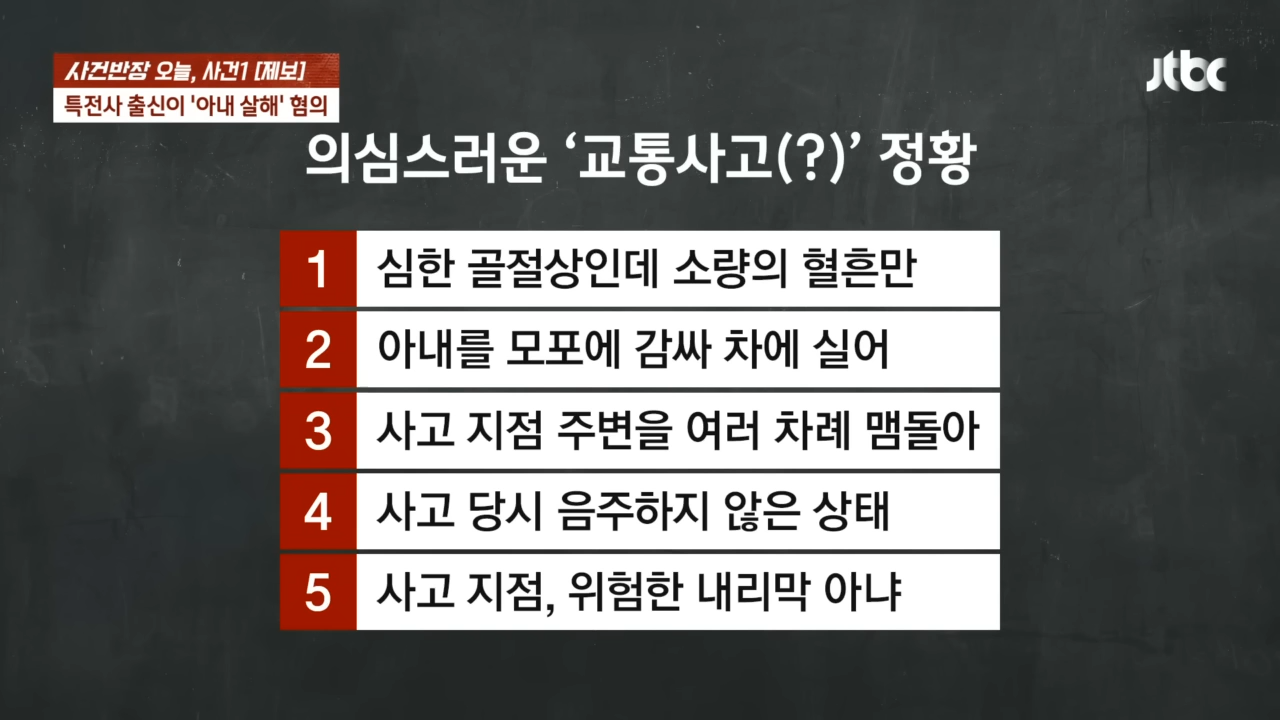 사건반장 오늘, 사건1 [제보]
특전사 출신이 '아내 살해' 혐의
jtbc
의심스러운 ‘교통사고(?)’ 정황
1 심한 골절상인데 소량의 혈흔만
2 아내를 모포에 감싸 차에 실어
3 사고 지점 주변을 여러 차례 맴돌아
4 사고 당시 음주하지 않은 상태
5 사고 지점, 위험한 내리막 아냐